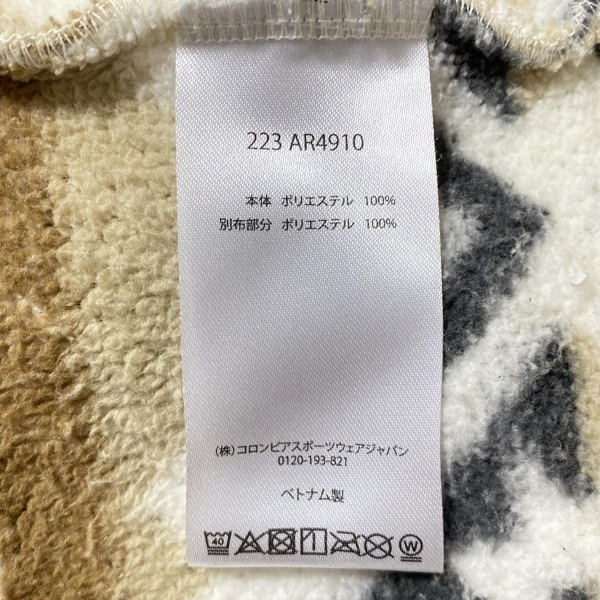 223 AR4910
本体 ポリエステル 100%
別布部分 ポリエステル 100%
(株)コロンビアスポーツウェアジャパン
0120-193-821
ベトナム製
40 W